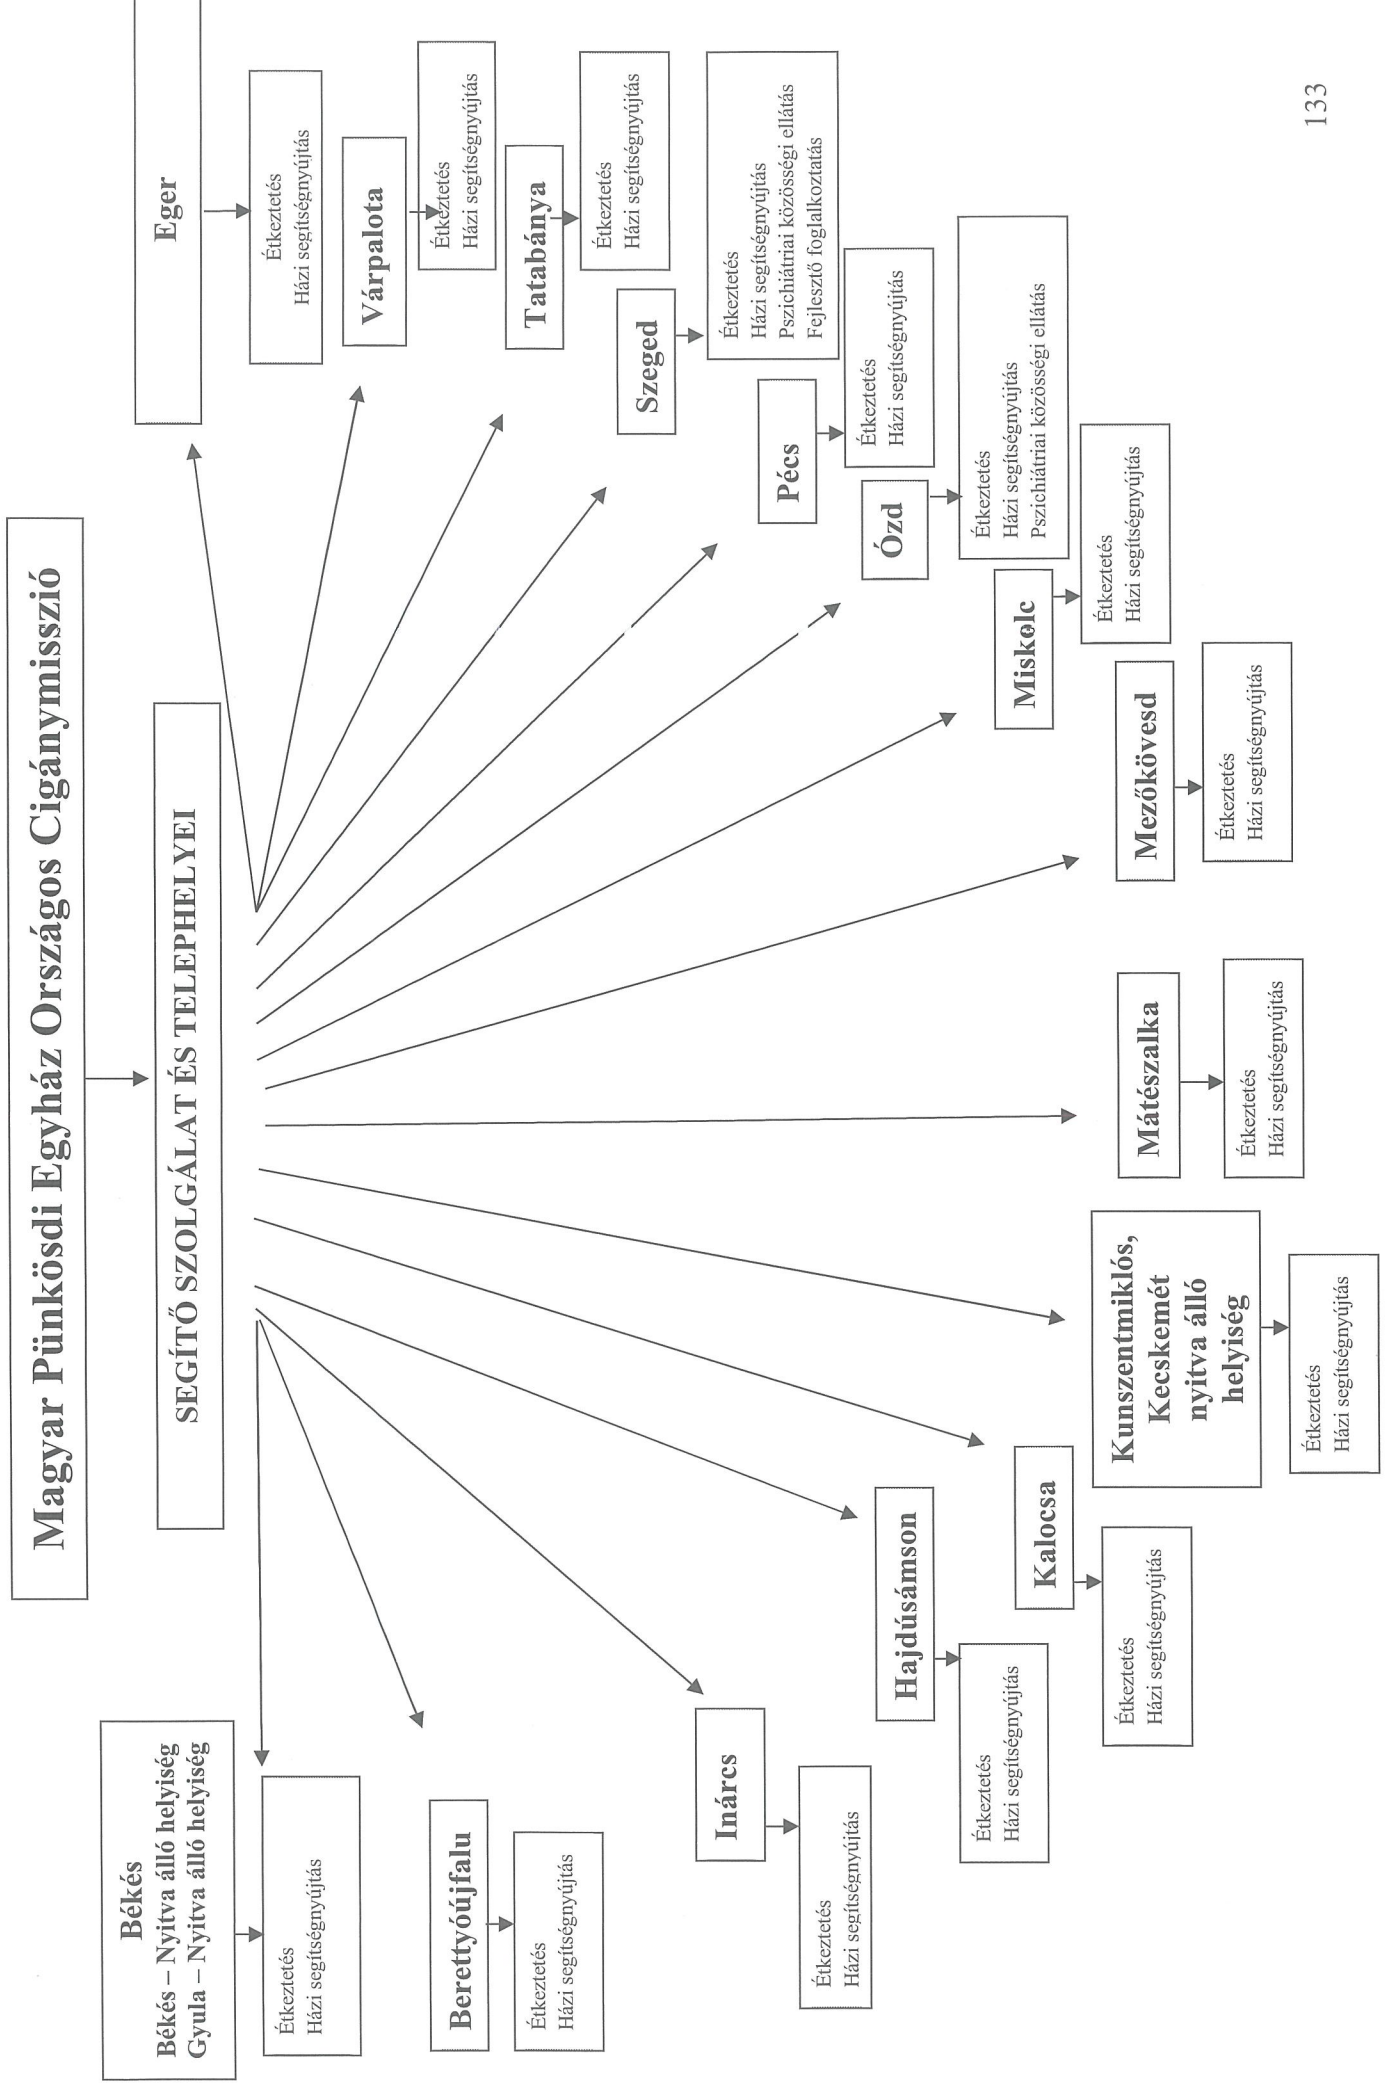 Magyar Pünkösdi Egyház Országos Cigánymisszió
SEGÍTŐ SZOLGÁLAT ÉS TELEPHELYEI
Békés
Békés – Nyitva álló helyiség
Gyula – Nyitva álló helyiség
Étkeztetés
Házi segítségnyújtás
Berettyóújfalu
Étkeztetés
Házi segítségnyújtás
Inárcs
Étkeztetés
Házi segítségnyújtás
Hajdúsámson
Étkeztetés
Házi segítségnyújtás
Kalocsa
Étkeztetés
Házi segítségnyújtás
Kunszentmiklós,
Kecskemét
nyitva álló
helyiség
Étkeztetés
Házi segítségnyújtás
Mátészalka
Étkeztetés
Házi segítségnyújtás
Mezőkövesd
Étkeztetés
Házi segítségnyújtás
Miskolc
Étkeztetés
Házi segítségnyújtás
Ózd
Étkeztetés
Házi segítségnyújtás
Pszichiátriai közösségi ellátás
Pécs
Étkeztetés
Házi segítségnyújtás
Szeged
Étkeztetés
Házi segítségnyújtás
Pszichiátriai közösségi ellátás
Fejlesztő foglalkoztatás
Tatabánya
Étkeztetés
Házi segítségnyújtás
Várpalota
Étkeztetés
Házi segítségnyújtás
Eger
Étkeztetés
Házi segítségnyújtás
133